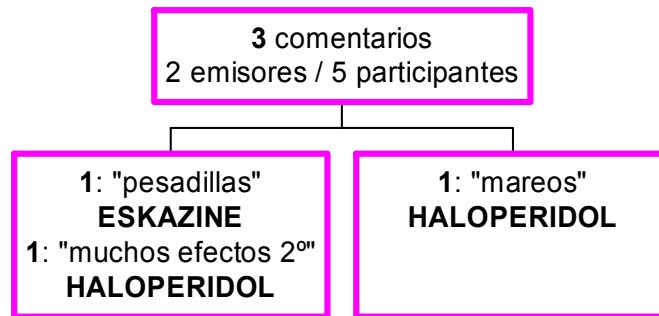 3 comentarios
2 emisores / 5 participantes
1: "pesadillas"
ESKAZINE
1: "muchos efectos 2º"
HALOPERIDOL
1: "mareos"
HALOPERIDOL